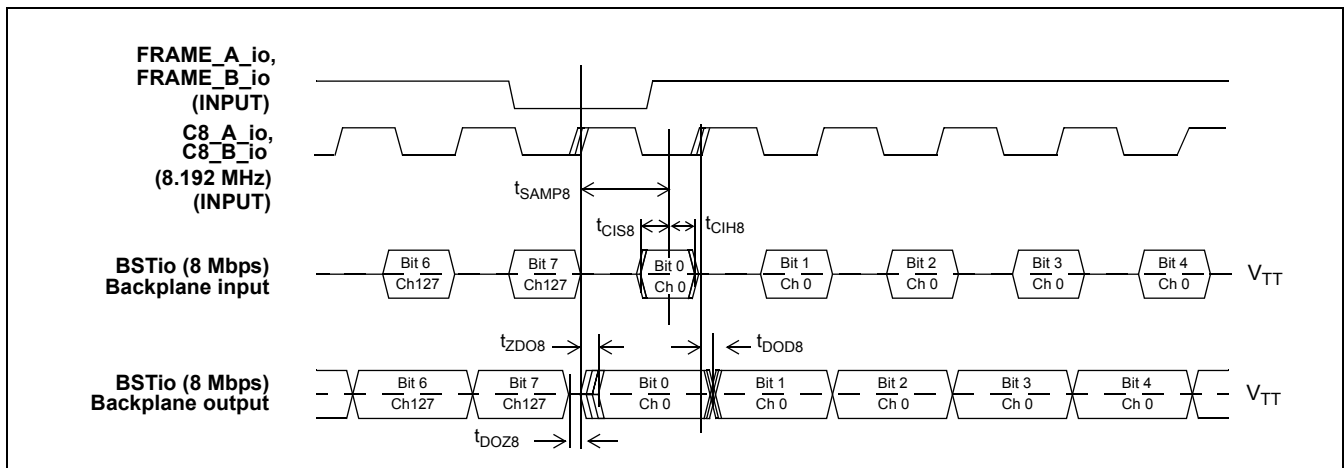 FRAME_A_io,
FRAME_B_io
(INPUT)
C8_A_io,
C8_B_io
(8.192 MHz)
(INPUT)
tSAMP8
tCIS8
tCIH8
BSTio (8 Mbps)
Backplane input
Bit 6
Ch127
Bit 7
Ch127
Bit 0
Ch 0
Bit 1
Ch 0
Bit 2
Ch 0
Bit 3
Ch 0
Bit 4
Ch 0
VTT
tZDO8
tDOD8
BSTio (8 Mbps)
Backplane output
Bit 6
Ch127
Bit 7
Ch127
Bit 0
Ch 0
Bit 1
Ch 0
Bit 2
Ch 0
Bit 3
Ch 0
Bit 4
Ch 0
VTT
tDOZ8